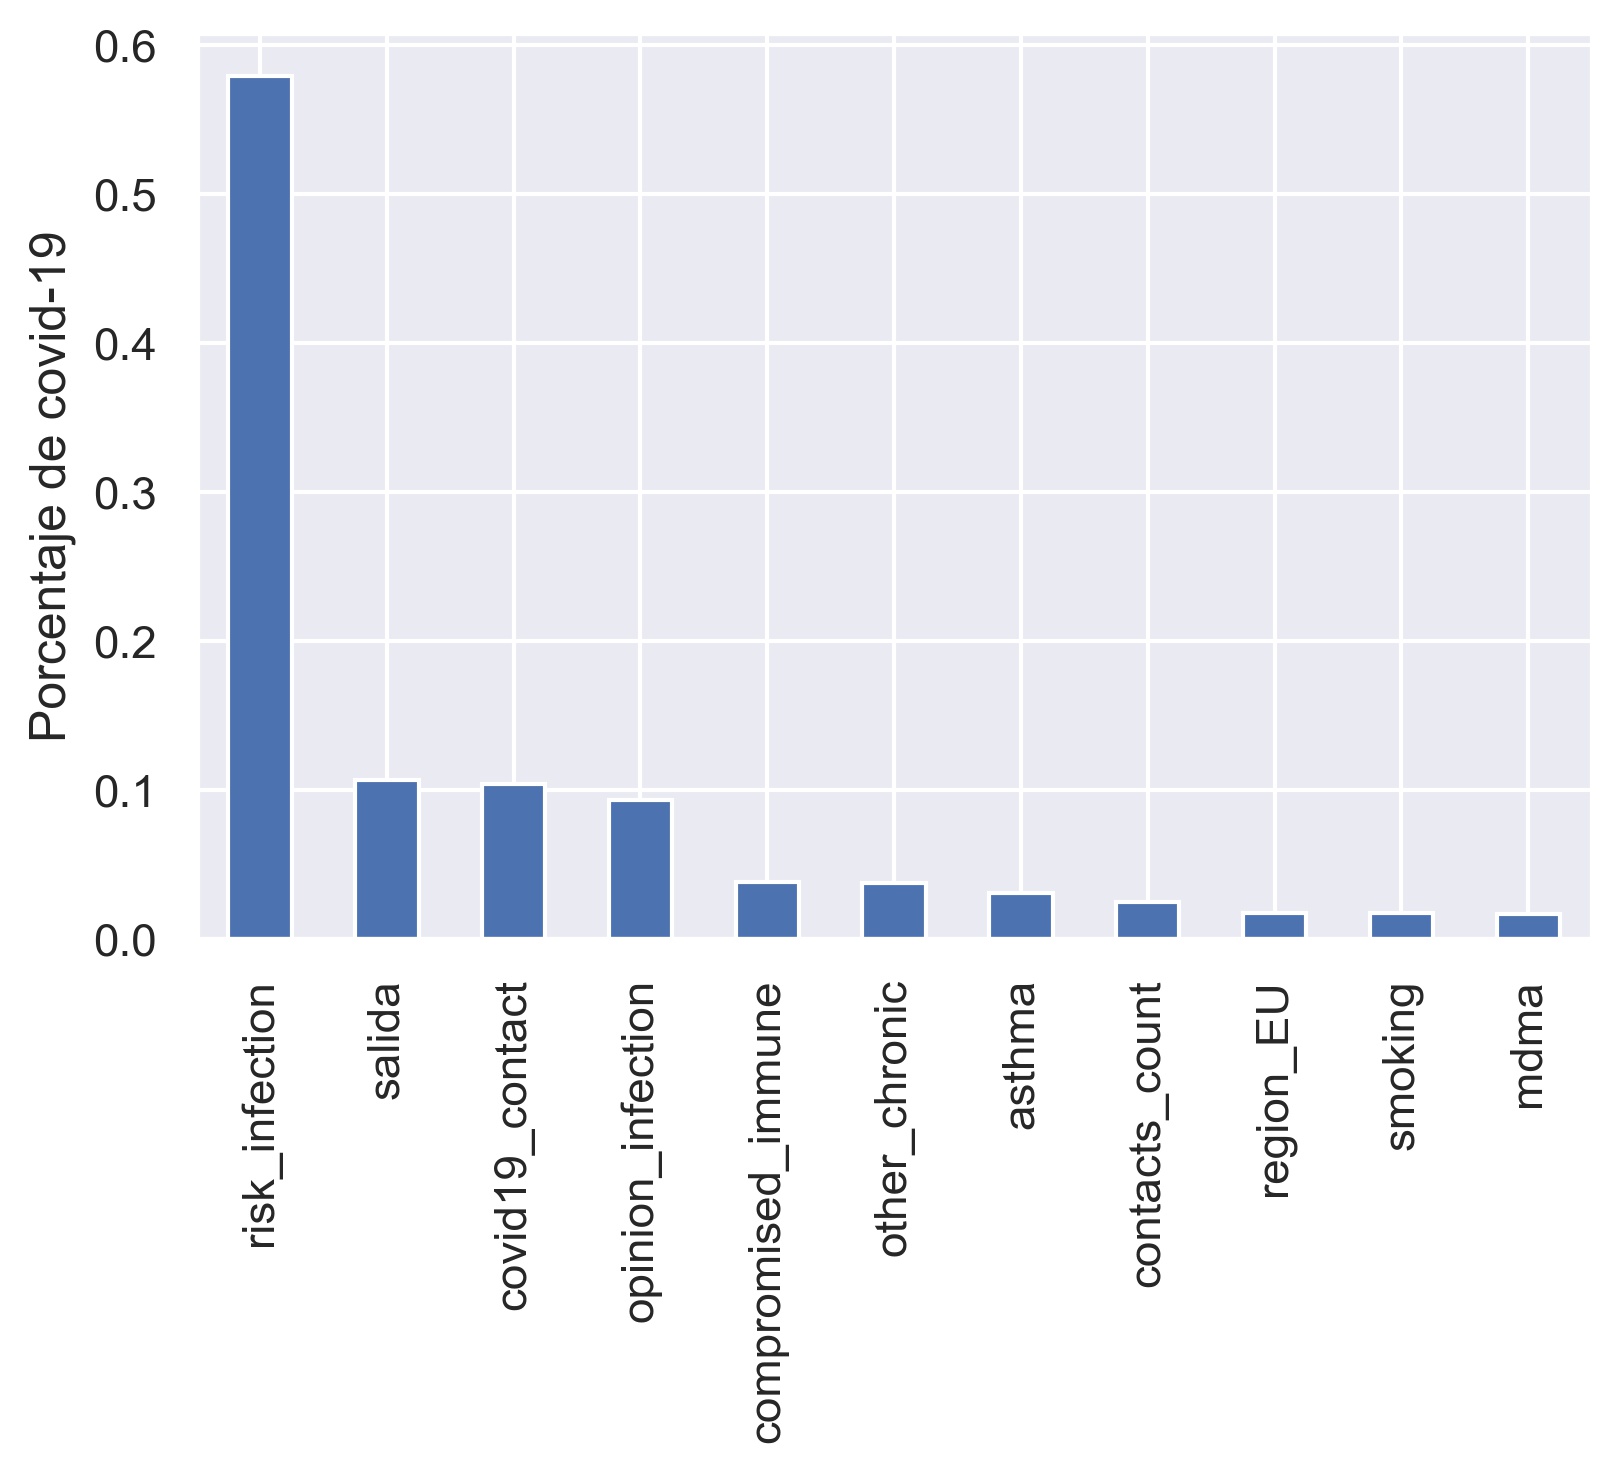 Porcentaje de covid-19
0.6
0.5
0.4
0.3
0.2
0.1
0.0
risk_infection
salida
covid19_contact
opinion_infection
compromised_immune
other_chronic
asthma
contacts_count
region_EU
smoking
mdma